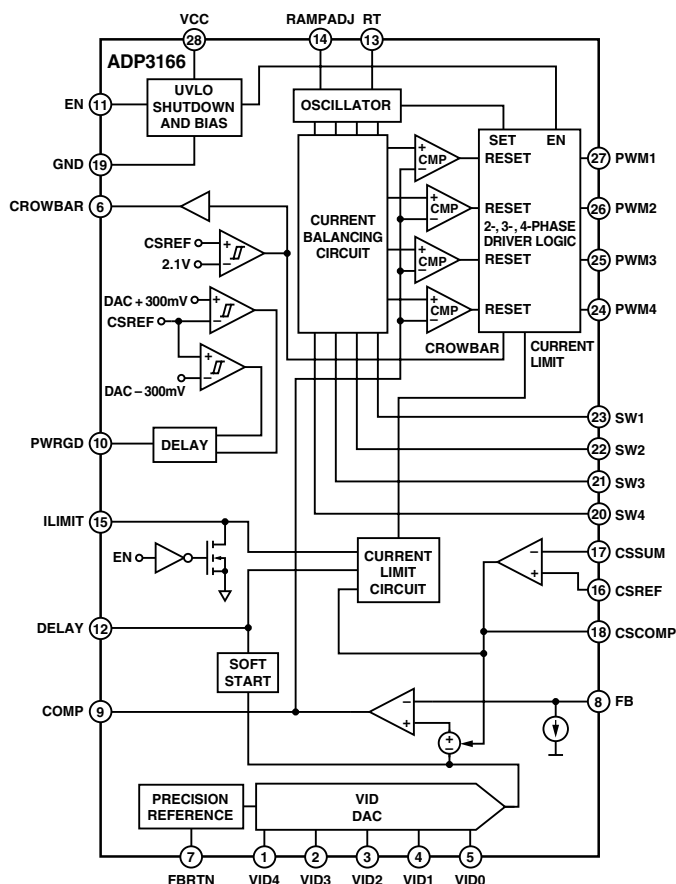 VCC
RAMPADJ RT
28
14
13
ADP3166
UVLO
SHUTDOWN
AND BIAS
EN
11
OSCILLATOR
SET EN
GND
19
CROWBAR
6
CURRENT
BALANCING
CIRCUIT
+
–
CMP
RESET
+
–
CMP
RESET
2-, 3-, 4-PHASE
DRIVER LOGIC
+
–
CMP
RESET
+
–
CMP
RESET
27
PWM1
26
PWM2
25
PWM3
24
PWM4
CSREF
+
2.1V
–
DAC + 300mV
+
CSREF
–
+
–
DAC – 300mV
CROWBAR
CURRENT
LIMIT
PWRGD
10
DELAY
23
SW1
22
SW2
21
SW3
20
SW4
ILIMIT
15
EN
CURRENT
LIMIT
CIRCUIT
–
+
17
CSSUM
16
CSREF
18
CSCOMP
DELAY
12
SOFT
START
COMP
9
–
+
8
FB
+
–
PRECISION
REFERENCE
VID
DAC
7
1
2
3
4
5
FBRTN
VID4
VID3
VID2
VID1
VID0